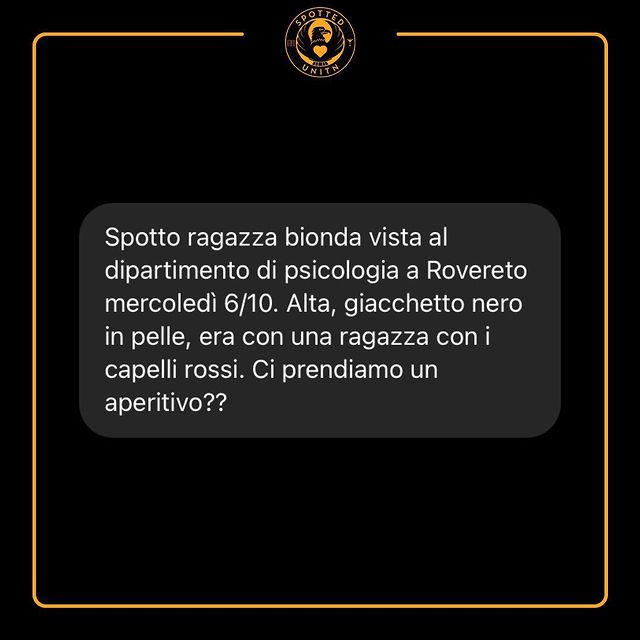 SPOTTED
UNITN
Spotto ragazza bionda vista al
dipartimento di psicologia a Rovereto
mercoledì 6/10. Alta, giacchetto nero
in pelle, era con una ragazza con i
capelli rossi. Ci prendiamo un
aperitivo??